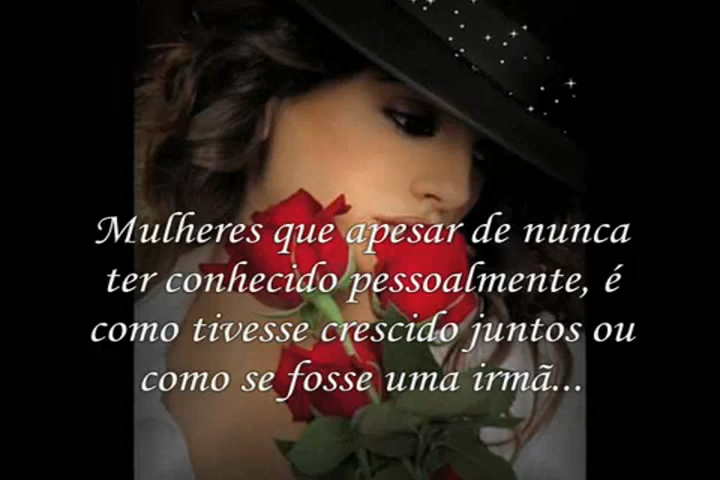 Mulheres que apesar de nunca
ter conhecido pessoalmente, é
como tivesse crescido juntos ou
como se fosse uma irmã...